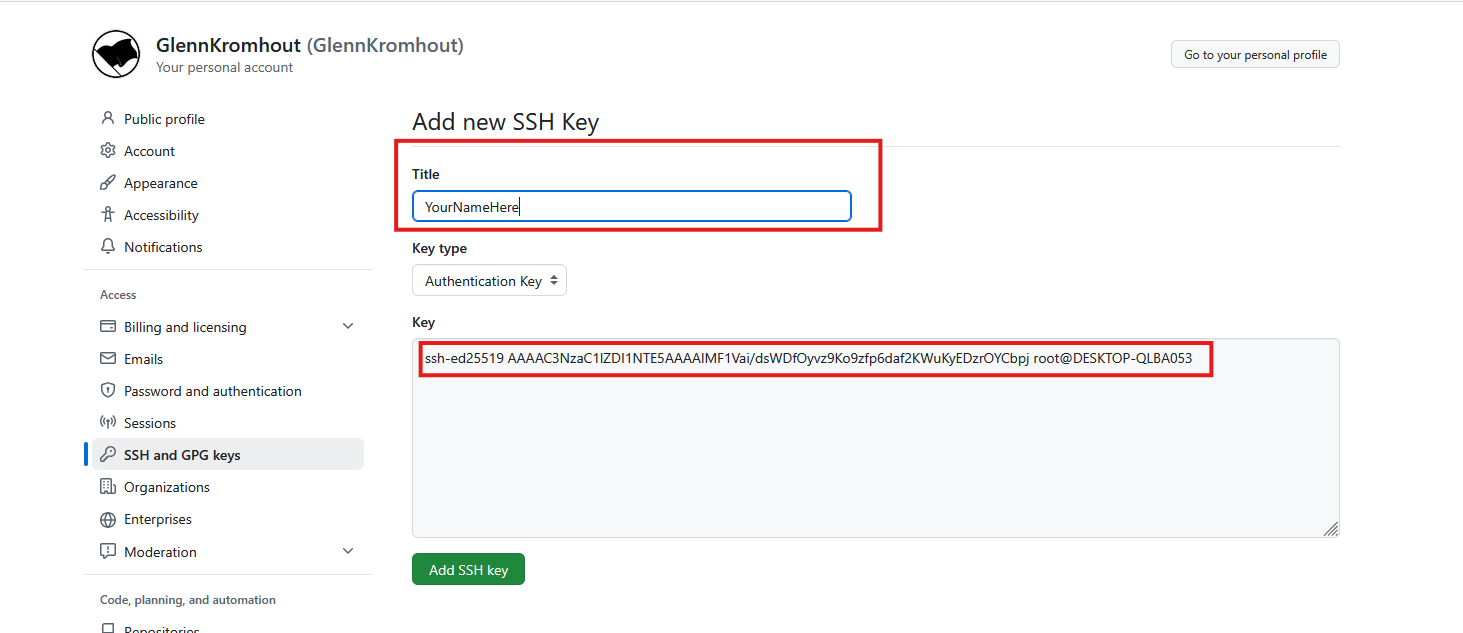 GlennKromhout (GlennKromhout)
Your personal account
Go to your personal profile
Public profile
Account
Appearance
Accessibility
Notifications
Access
Billing and licensing
Emails
Password and authentication
Sessions
SSH and GPG keys
Organizations
Enterprises
Moderation
Code, planning, and automation
Repositories
Add new SSH Key
Title
YourNameHere
Key type
Authentication Key
Key
ssh-ed25519 AAAAC3NzaC1lZDI1NTE5AAAAIMF1Vai/dsWDfOyvz9Ko9zfp6daf2KWuKyEDzrOYCbpj root@DESKTOP-QLBA053
Add SSH key